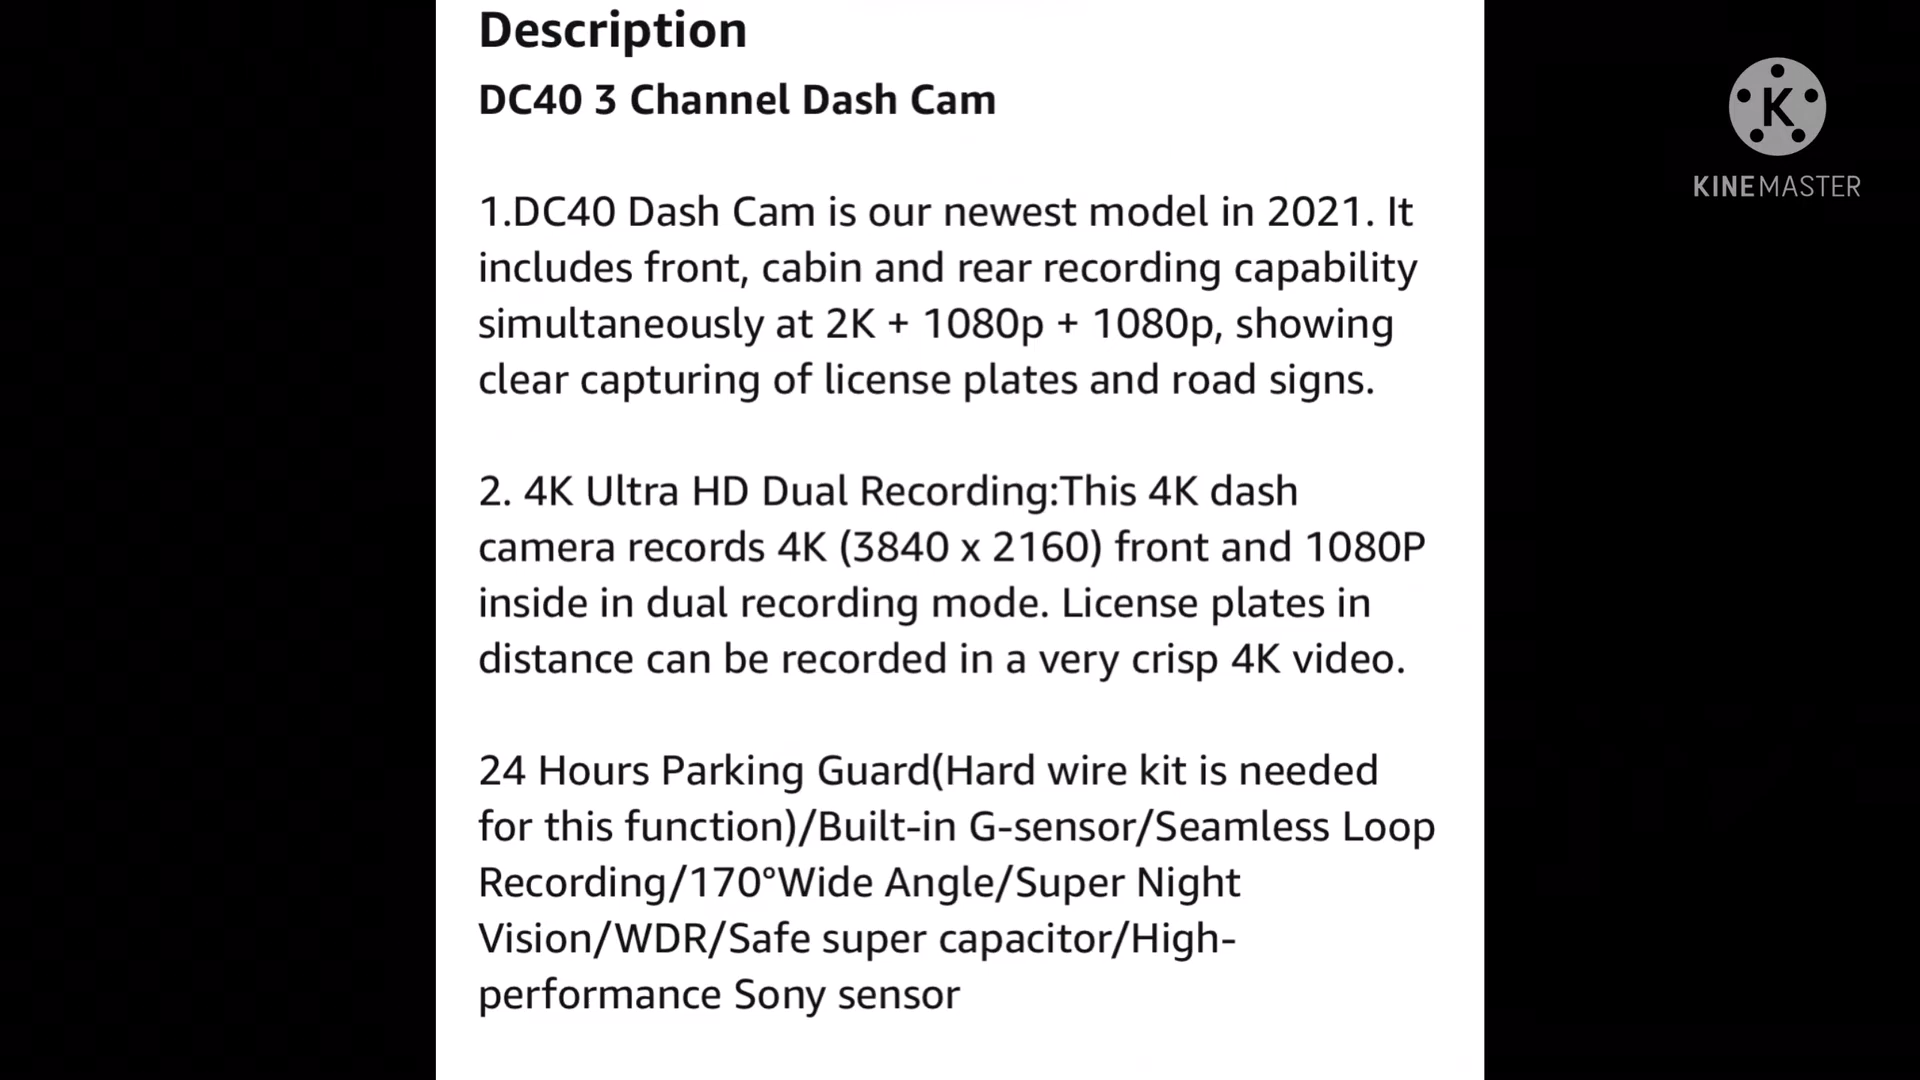 Description
DC40 3 Channel Dash Cam
1.DC40 Dash Cam is our newest model in 2021. It
includes front, cabin and rear recording capability
simultaneously at 2K + 1080p + 1080p, showing
clear capturing of license plates and road signs.
2. 4K Ultra HD Dual Recording:This 4K dash
camera records 4K (3840 x 2160) front and 1080P
inside in dual recording mode. License plates in
distance can be recorded in a very crisp 4K video.
24 Hours Parking Guard(Hard wire kit is needed
for this function)/Built-in G-sensor/Seamless Loop
Recording/170°Wide Angle/Super Night
Vision/WDR/Safe super capacitor/High-
performance Sony sensor
K
KINEMASTER